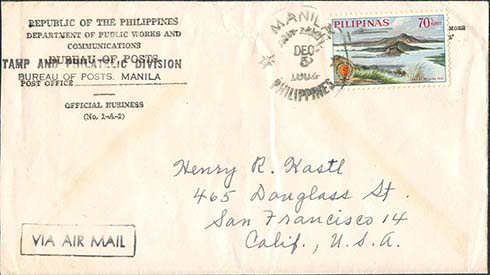 REPUBLIC OF THE PHILIPPINES
DEPARTMENT OF PUBLIC WORKS AND
COMMUNICATIONS
BUREAU OF POSTS
TAMP AND PHILATELIC DIVISION
BUREAU OF POSTS, MANILA
POST OFFICE
OFFICIAL BUSINESS
(No. 1-A-2)
MANILA
DEC
PHILIPPINES
PILIPINAS 70
Henry R. Kastl
465 Douglass St.
San Francisco 14
Calif., U.S.A.
VIA AIR MAIL